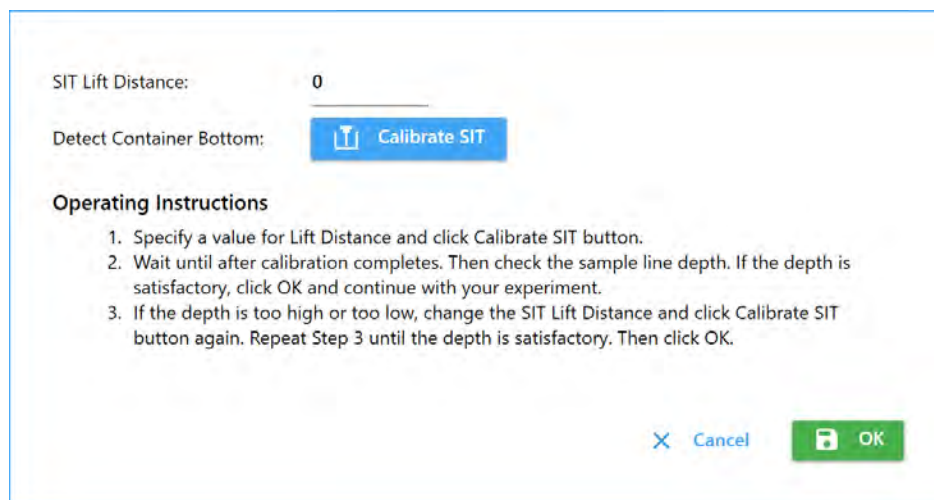 SIT Lift Distance: 0
Detect Container Bottom: Calibrate SIT
Operating Instructions
1. Specify a value for Lift Distance and click Calibrate SIT button.
2. Wait until after calibration completes. Then check the sample line depth. If the depth is
satisfactory, click OK and continue with your experiment.
3. If the depth is too high or too low, change the SIT Lift Distance and click Calibrate SIT
button again. Repeat Step 3 until the depth is satisfactory. Then click OK.
Cancel OK